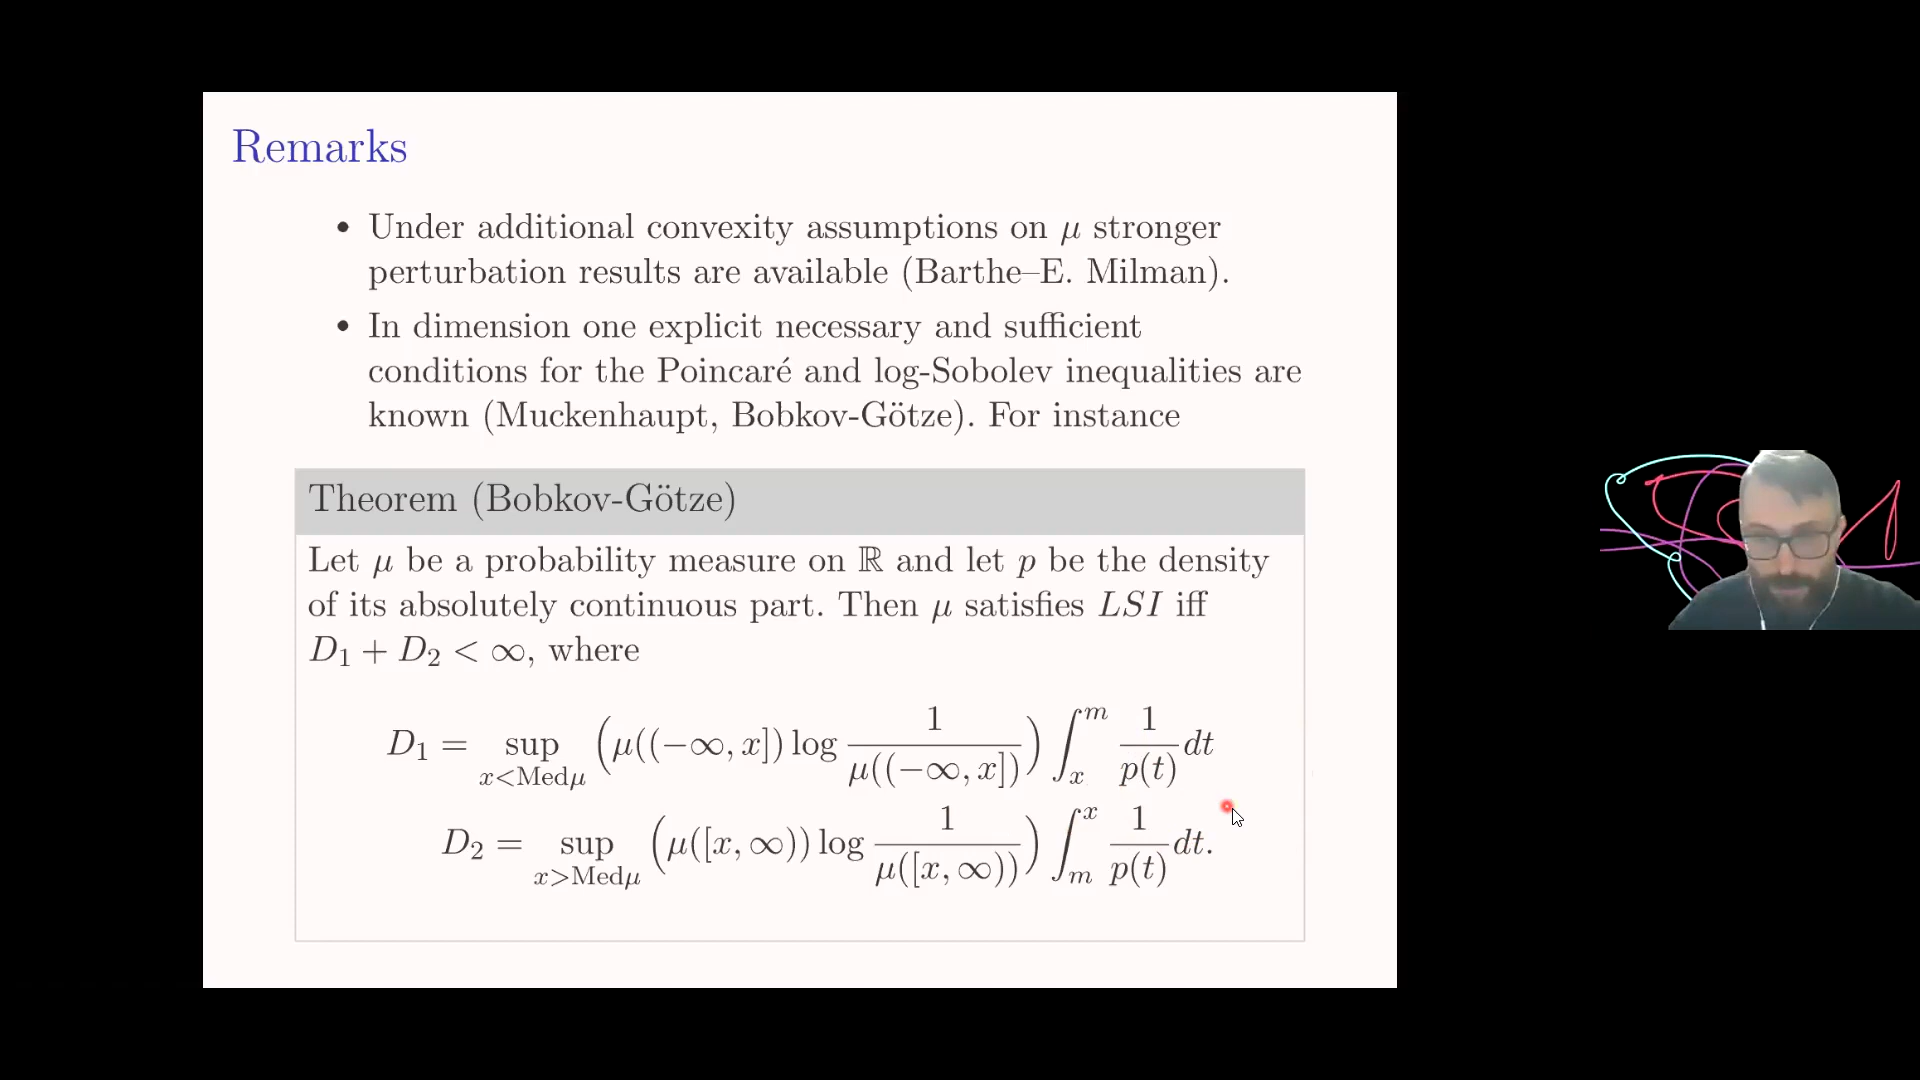 Remarks
• Under additional convexity assumptions on μ stronger
perturbation results are available (Barthe–E. Milman).
• In dimension one explicit necessary and sufficient
conditions for the Poincaré and log-Sobolev inequalities are
known (Muckenhaupt, Bobkov-Götze). For instance
Theorem (Bobkov-Götze)
Let μ be a probability measure on ℝ and let p be the density
of its absolutely continuous part. Then μ satisfies LSI iff
D₁ + D₂ < ∞, where
D₁ = sup_{x<Medμ} (μ((−∞, x]) log 1/μ((−∞, x])) ∫_x^m 1/p(t) dt
D₂ = sup_{x>Medμ} (μ([x, ∞)) log 1/μ([x, ∞))) ∫_m^x 1/p(t) dt.